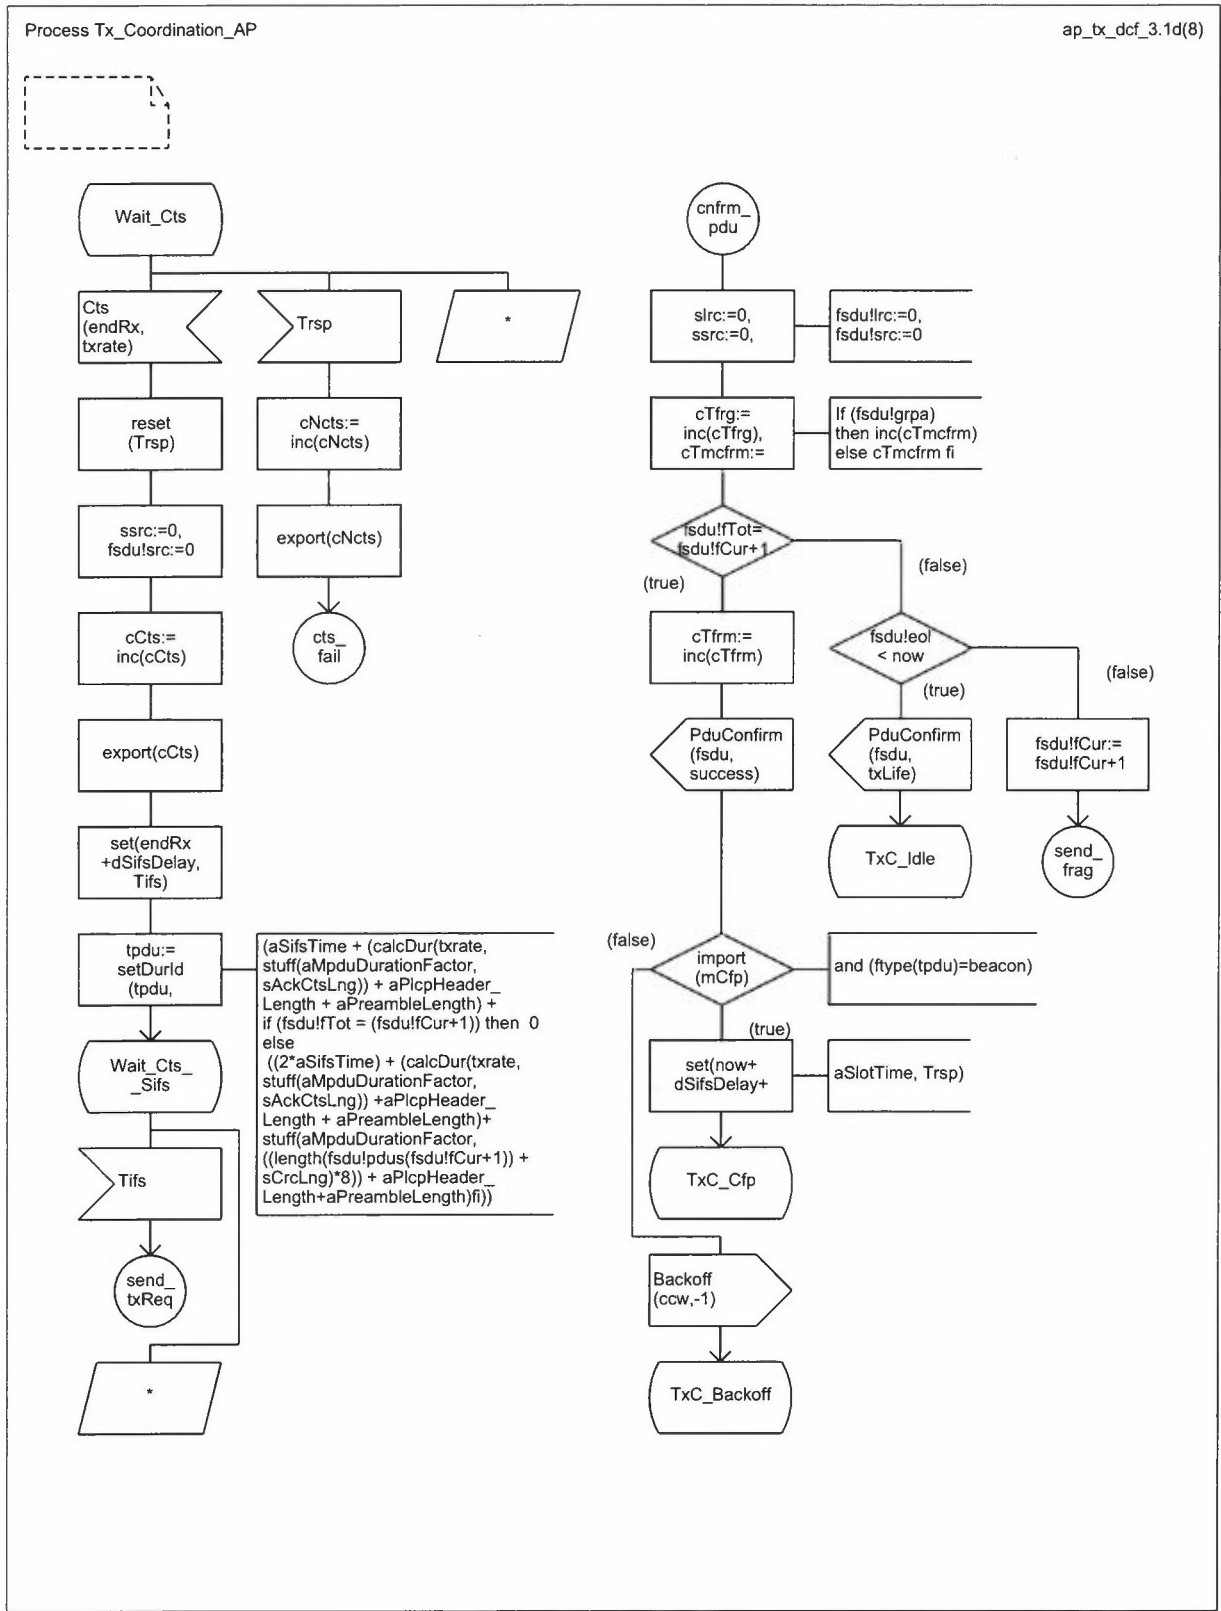 Process Tx_Coordination_AP
ap_tx_dcf_3.1d(8)
Wait_Cts
Cts
(endRx,
txrate)
Trsp
*
reset
(Trsp)
cNcts:=
inc(cNcts)
ssrc:=0,
fsdu!src:=0
export(cNcts)
cCts:=
inc(cCts)
cts_
fail
export(cCts)
set(endRx
+dSifsDelay,
Tifs)
tpdu:=
setDurId
(tpdu,
(aSifsTime + (calcDur(txrate,
stuff(aMpduDurationFactor,
sAckCtsLng)) + aPlcpHeader_
Length + aPreambleLength) +
if (fsdu!fTot = (fsdu!fCur+1)) then 0
else
((2*aSifsTime) + (calcDur(txrate,
stuff(aMpduDurationFactor,
sAckCtsLng)) +aPlcpHeader_
Length + aPreambleLength)+
stuff(aMpduDurationFactor,
((length(fsdu!pdus(fsdu!fCur+1)) +
sCrcLng)*8)) + aPlcpHeader_
Length+aPreambleLength)fi))
Wait_Cts_
_Sifs
Tifs
send_
txReq
*
cnfrm_
pdu
slrc:=0,
ssrc:=0,
fsdu!lrc:=0,
fsdu!src:=0
cTfrg:=
inc(cTfrg),
cTmcfrm:=
If (fsdu!grpa)
then inc(cTmcfrm)
else cTmcfrm fi
fsdu!fTot=
fsdu!fCur+1
(true)
(false)
cTfrm:=
inc(cTfrm)
fsdu!eol
< now
(true)
(false)
PduConfirm
(fsdu,
success)
PduConfirm
(fsdu,
txLife)
fsdu!fCur:=
fsdu!fCur+1
TxC_Idle
send_
frag
(false)
import
(mCfp)
and (ftype(tpdu)=beacon)
(true)
set(now+
dSifsDelay+
aSlotTime, Trsp)
TxC_Cfp
Backoff
(ccw,-1)
TxC_Backoff